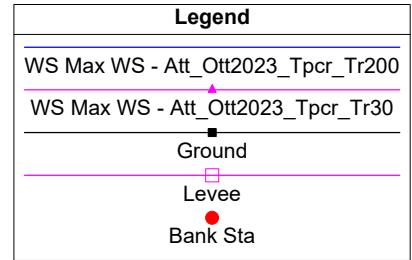 Legend
WS Max WS - Att_Ott2023_Tpcr_Tr200
WS Max WS - Att_Ott2023_Tpcr_Tr30
Ground
Levee
Bank Sta